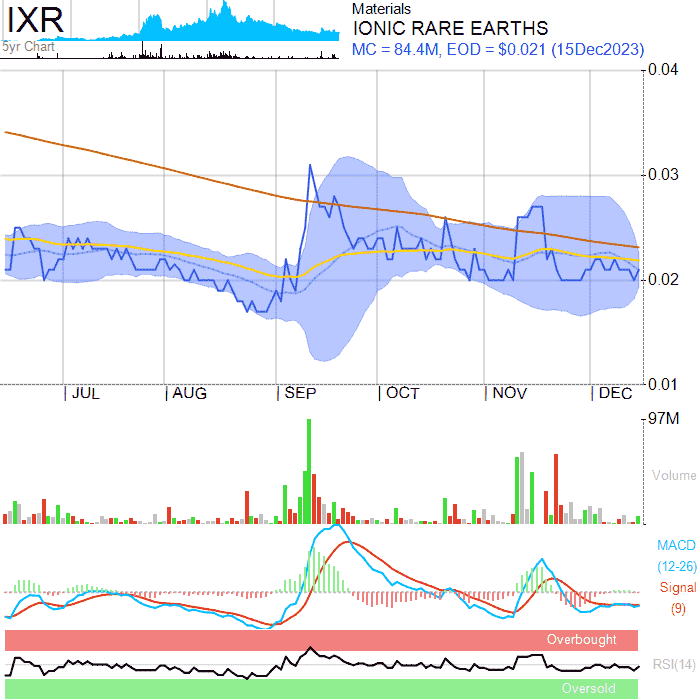 IXR
5yr Chart
Materials
IONIC RARE EARTHS
MC = 84.4M, EOD = $0.021 (15Dec2023)
0.04
0.03
0.02
0.01
JUL AUG SEP OCT NOV DEC
97M
Volume
MACD
(12-26)
Signal
(9)
Overbought
RSI(14)
Oversold